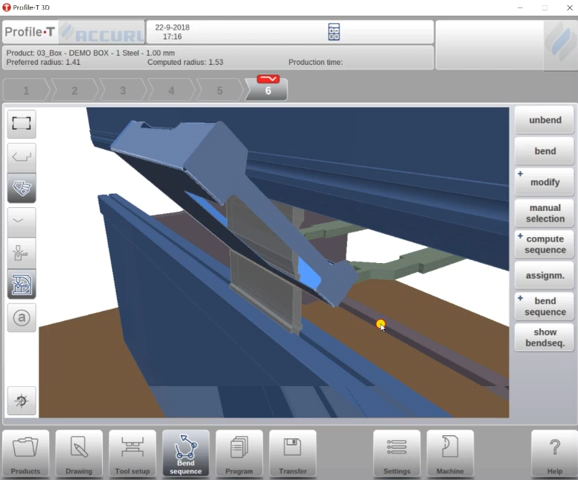 Profile-T 3D
Profile·T
ACCURL
22-9-2018
17:16
Product: 03_Box - DEMO BOX - 1 Steel - 1.00 mm
Preferred radius: 1.41
Computed radius: 1.53
Production time:
1
2
3
4
5
6
unbend
bend
modify
manual
selection
compute
sequence
assignm.
bend
sequence
show
bendseq.
a
Products
Drawing
Tool setup
Bend
sequence
Program
Transfer
Settings
Machine
?
Help